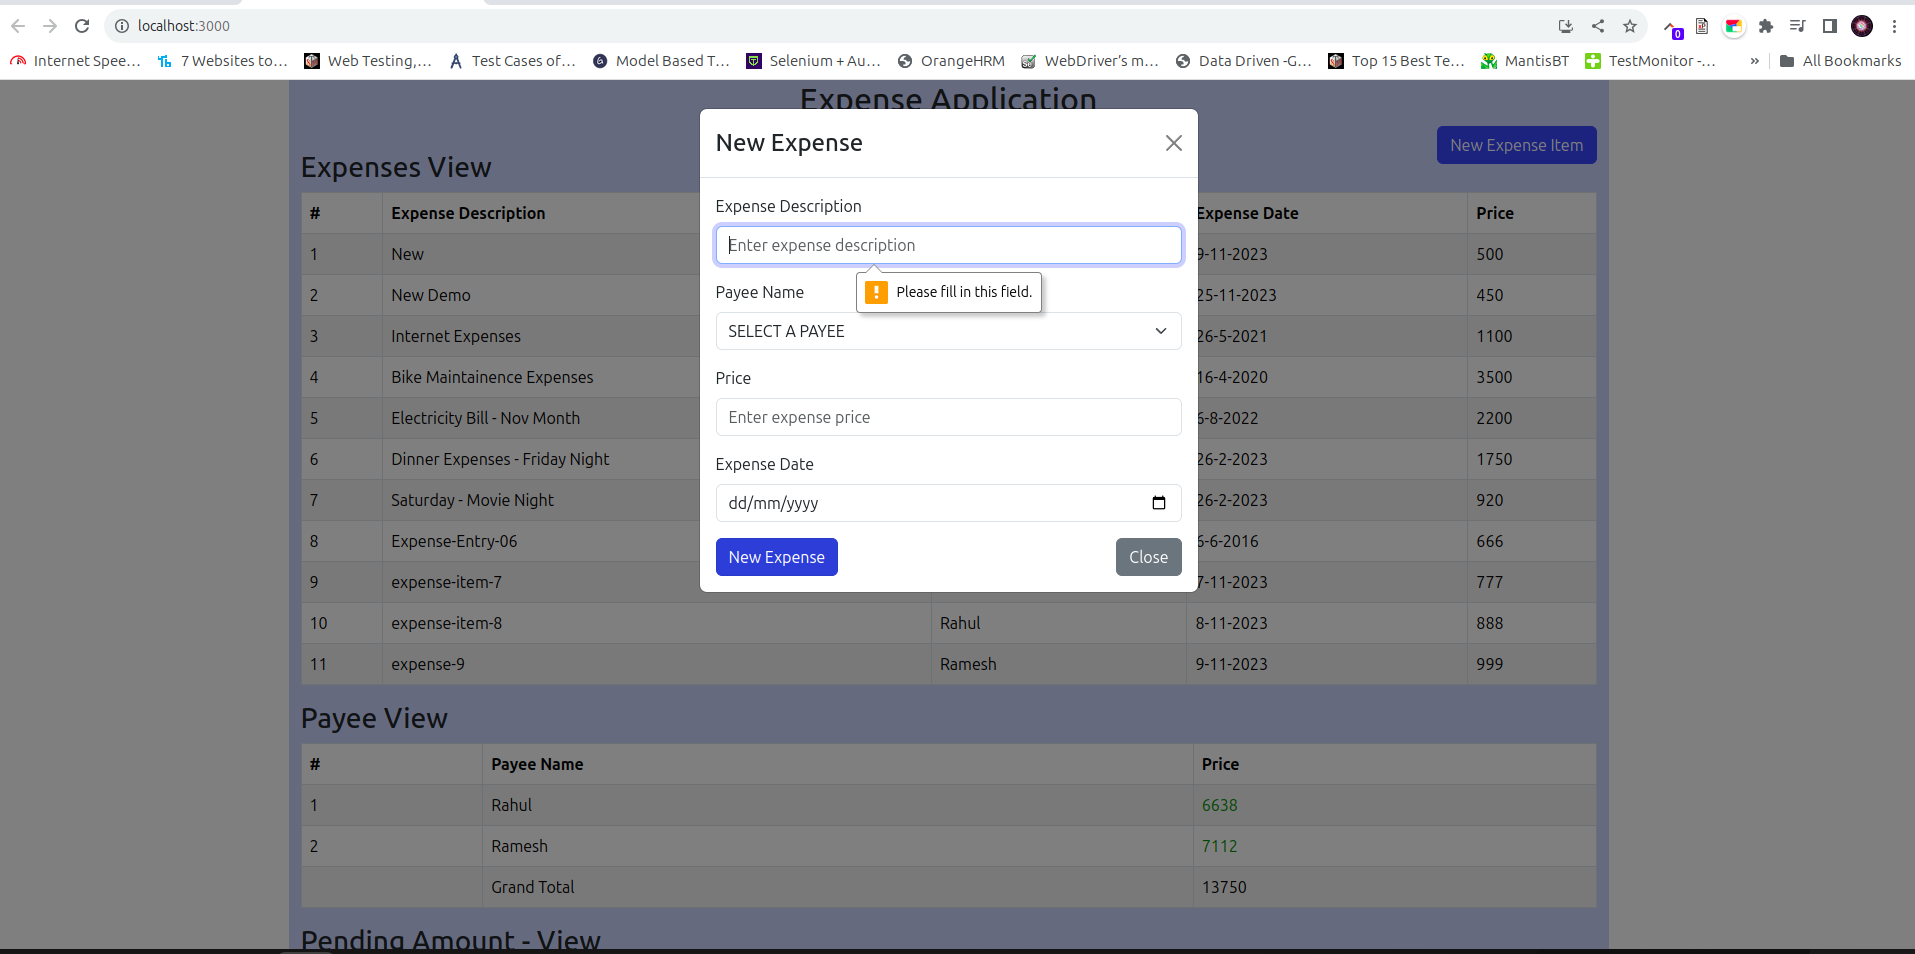 localhost:3000
0
Internet Spee... 7 Websites to... Web Testing,... Test Cases of... Model Based T... Selenium + Au... OrangeHRM WebDriver's m... Data Driven -G... Top 15 Best Te... MantisBT TestMonitor -... » All Bookmarks
Expense Application
New Expense Item
Expenses View
# Expense Description Expense Date Price
1 New 9-11-2023 500
2 New Demo 25-11-2023 450
3 Internet Expenses 26-5-2021 1100
4 Bike Maintainence Expenses 16-4-2020 3500
5 Electricity Bill - Nov Month 6-8-2022 2200
6 Dinner Expenses - Friday Night 26-2-2023 1750
7 Saturday - Movie Night 26-2-2023 920
8 Expense-Entry-06 6-6-2016 666
9 expense-item-7 7-11-2023 777
10 expense-item-8 Rahul 8-11-2023 888
11 expense-9 Ramesh 9-11-2023 999
New Expense
Expense Description
Enter expense description
Please fill in this field.
Payee Name
SELECT A PAYEE
Price
Enter expense price
Expense Date
dd/mm/yyyy
New Expense Close
Payee View
# Payee Name Price
1 Rahul 6638
2 Ramesh 7112
Grand Total 13750
Pending Amount - View